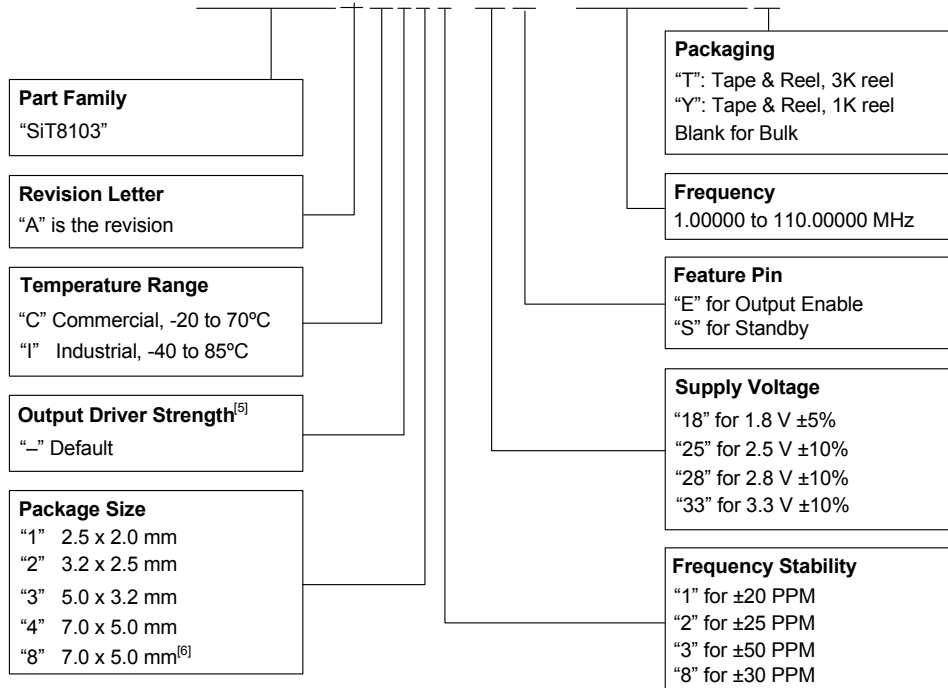 Part Family
“SiT8103”
Revision Letter
“A” is the revision
Temperature Range
“C” Commercial, -20 to 70ºC
“I” Industrial, -40 to 85ºC
Output Driver Strength[5]
“–” Default
Package Size
“1” 2.5 x 2.0 mm
“2” 3.2 x 2.5 mm
“3” 5.0 x 3.2 mm
“4” 7.0 x 5.0 mm
“8” 7.0 x 5.0 mm[6]
Packaging
“T”: Tape & Reel, 3K reel
“Y”: Tape & Reel, 1K reel
Blank for Bulk
Frequency
1.00000 to 110.00000 MHz
Feature Pin
“E” for Output Enable
“S” for Standby
Supply Voltage
“18” for 1.8 V ±5%
“25” for 2.5 V ±10%
“28” for 2.8 V ±10%
“33” for 3.3 V ±10%
Frequency Stability
“1” for ±20 PPM
“2” for ±25 PPM
“3” for ±50 PPM
“8” for ±30 PPM